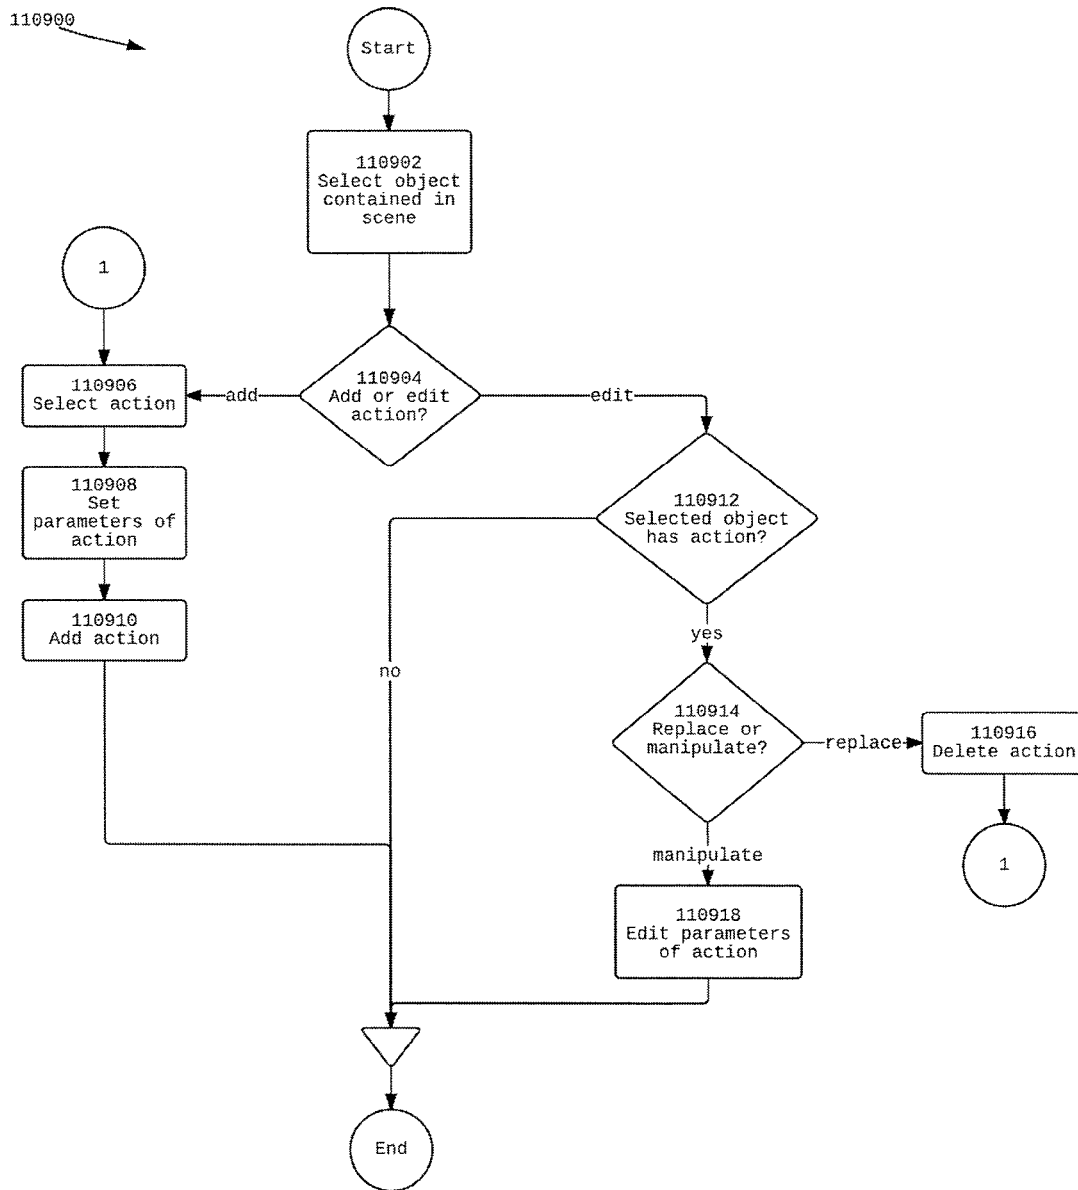 110900
Start
110902
Select object
contained in
scene
1
110904
Add or edit
action?
add
edit
110906
Select action
110908
Set
parameters of
action
110910
Add action
110912
Selected object
has action?
no
yes
110914
Replace or
manipulate?
replace
110916
Delete action
1
manipulate
110918
Edit parameters
of action
End